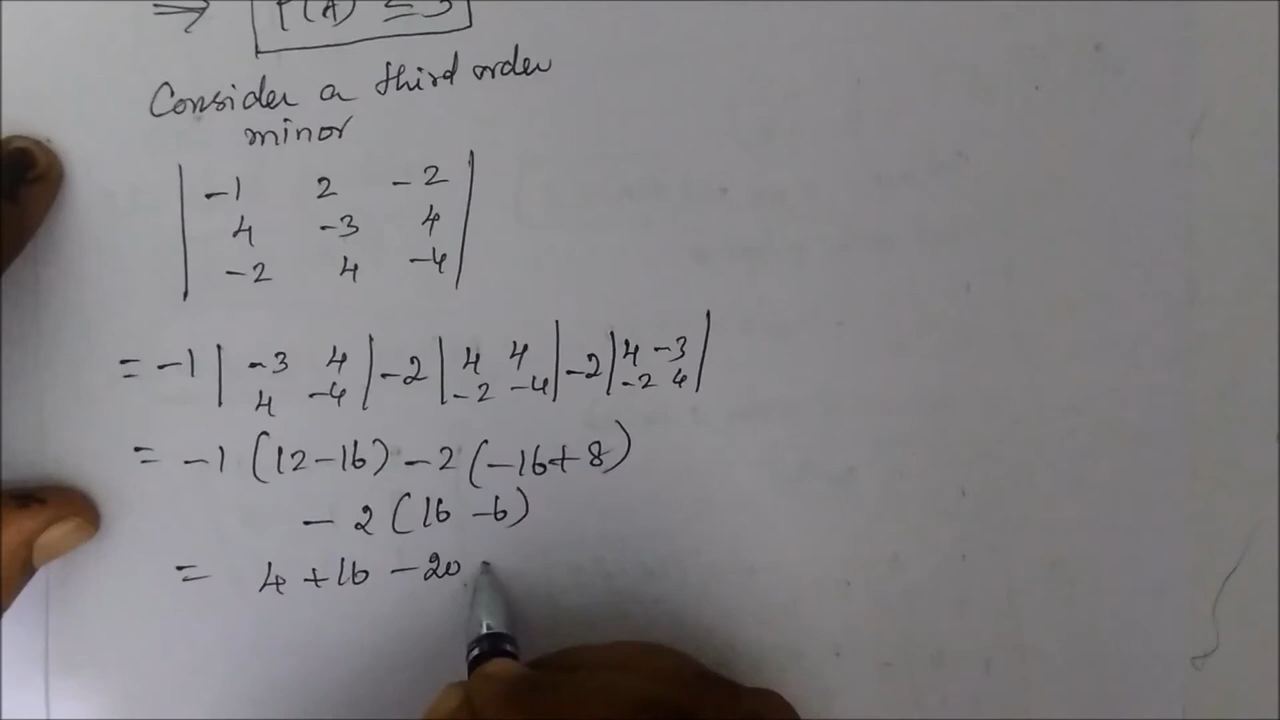 ⇒ ρ(A) ≤ 3
Consider a third order
minor
| -1 2 -2 |
| 4 -3 4 |
| -2 4 -4 |
= -1 | -3 4 | -2 | 4 4 | -2 | 4 -3 |
4 -4 -2 -4 -2 4
= -1 (12-16) -2 (-16+8)
- 2 (16 -6)
= 4 +16 -20